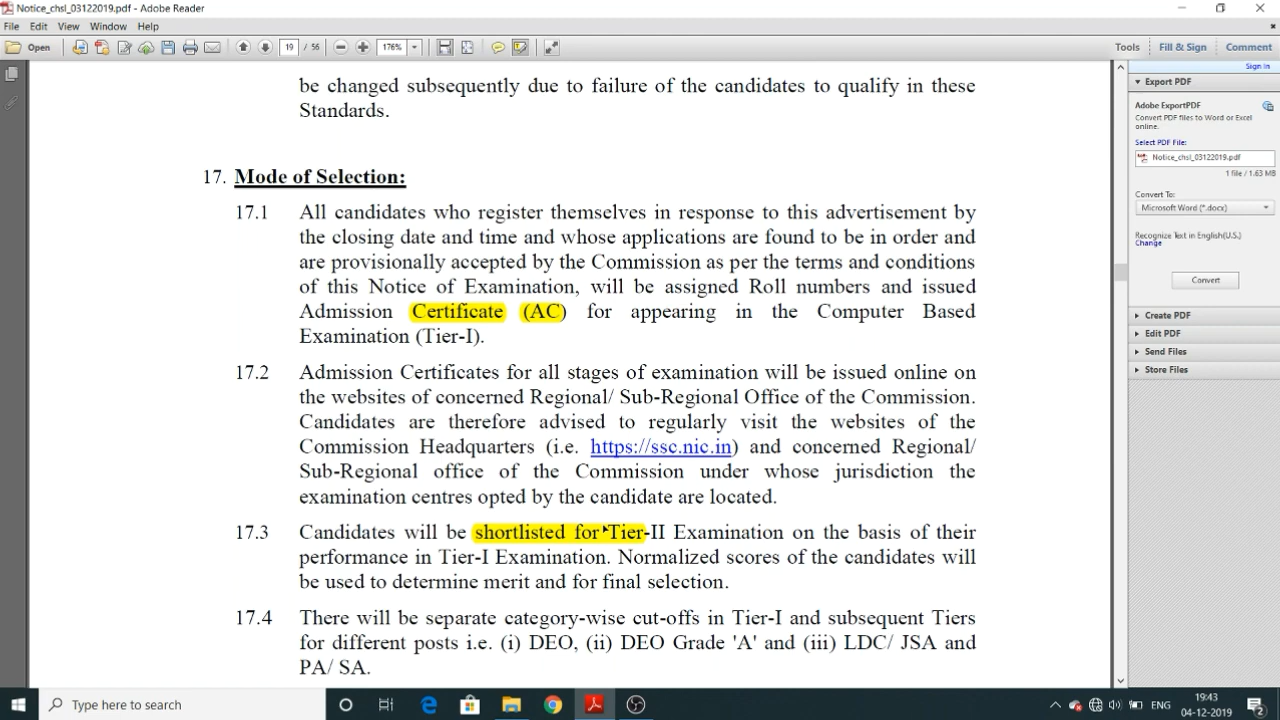 Notice_chsl_03122019.pdf - Adobe Reader
File Edit View Window Help
Open 19 / 56 176% Tools Fill & Sign Comment
Sign In
be changed subsequently due to failure of the candidates to qualify in these
Standards.
17. Mode of Selection:
17.1 All candidates who register themselves in response to this advertisement by
the closing date and time and whose applications are found to be in order and
are provisionally accepted by the Commission as per the terms and conditions
of this Notice of Examination, will be assigned Roll numbers and issued
Admission Certificate (AC) for appearing in the Computer Based
Examination (Tier-I).
17.2 Admission Certificates for all stages of examination will be issued online on
the websites of concerned Regional/ Sub-Regional Office of the Commission.
Candidates are therefore advised to regularly visit the websites of the
Commission Headquarters (i.e. https://ssc.nic.in) and concerned Regional/
Sub-Regional office of the Commission under whose jurisdiction the
examination centres opted by the candidate are located.
17.3 Candidates will be shortlisted for Tier-II Examination on the basis of their
performance in Tier-I Examination. Normalized scores of the candidates will
be used to determine merit and for final selection.
17.4 There will be separate category-wise cut-offs in Tier-I and subsequent Tiers
for different posts i.e. (i) DEO, (ii) DEO Grade 'A' and (iii) LDC/ JSA and
PA/ SA.
Export PDF
Adobe ExportPDF
Convert PDF files to Word or Excel
online.
Select PDF File:
Notice_chsl_03122019.pdf
1 file / 1.63 MB
Convert To:
Microsoft Word (*.docx)
Recognize Text in English(U.S.)
Change
Convert
Create PDF
Edit PDF
Send Files
Store Files
Type here to search
ENG
19:43
04-12-2019
2